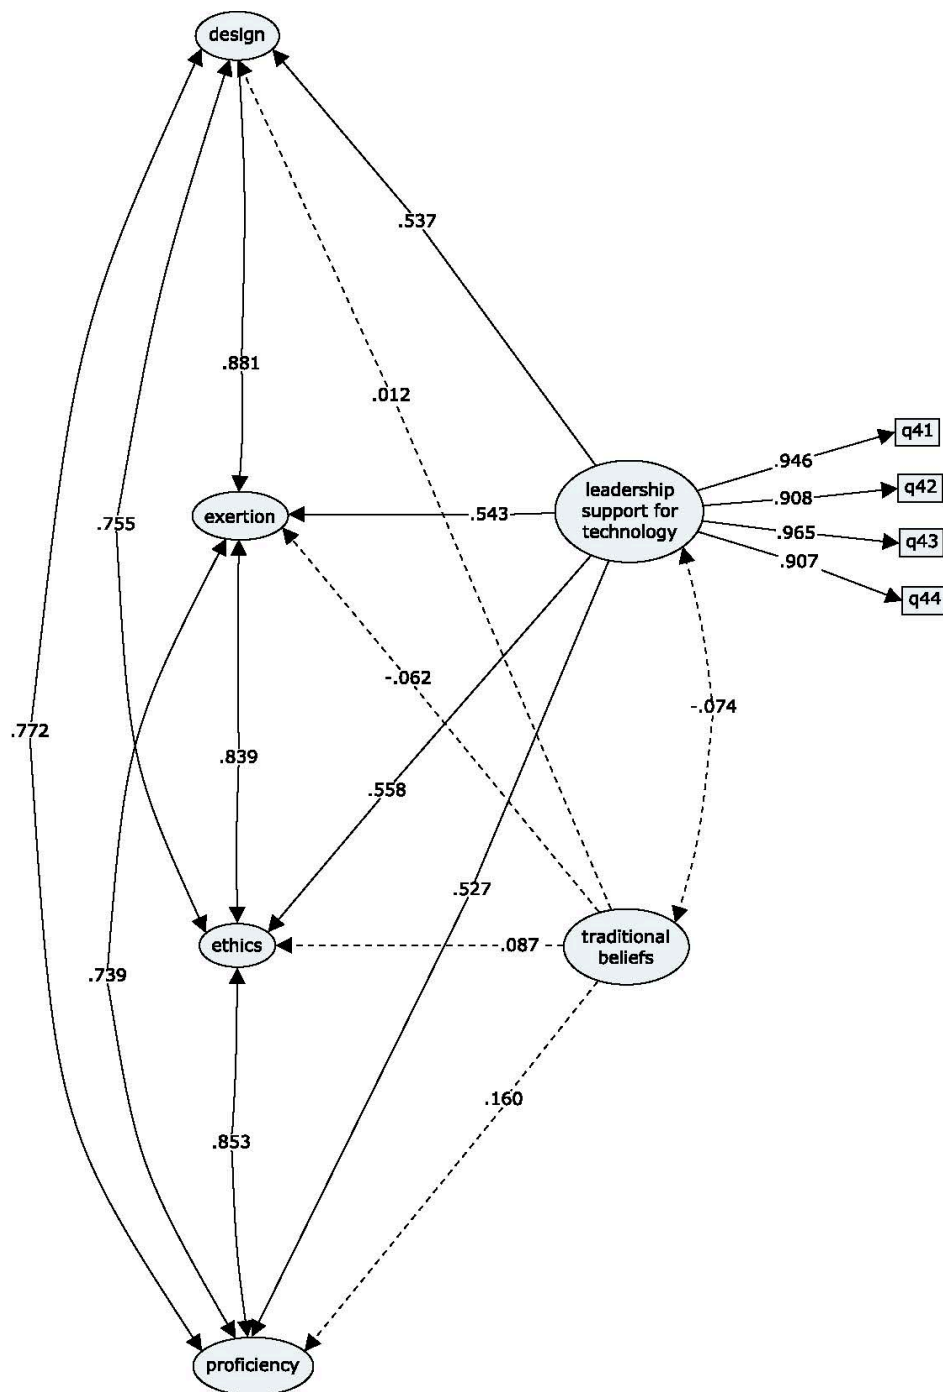 design
.537
.881
.012
q41
.946
leadership
support for
technology
q42
.908
exertion
.543
.755
.965
q43
.907
q44
-.062
-.074
.772
.839
.558
.527
ethics
.087
traditional
beliefs
.739
.160
.853
proficiency